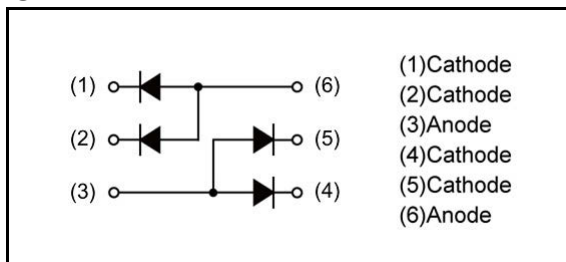 (1) (6)
(2) (5)
(3) (4)
(1)Cathode
(2)Cathode
(3)Anode
(4)Cathode
(5)Cathode
(6)Anode